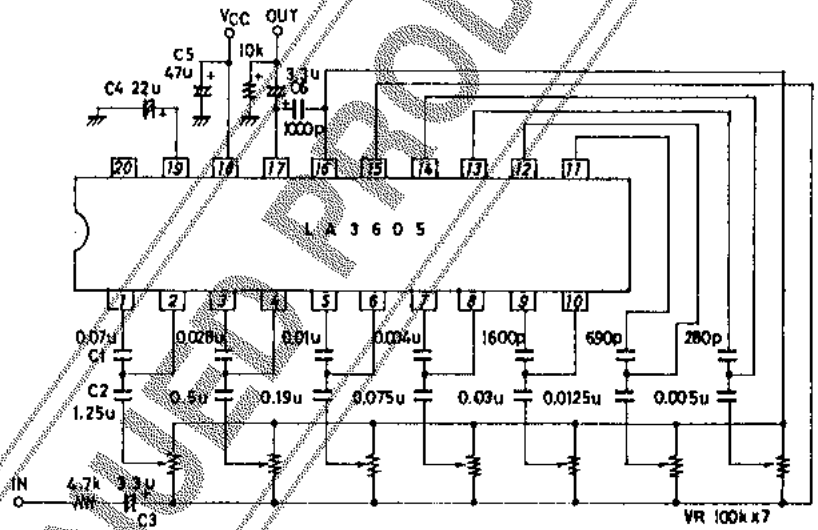 VCC OUT
C5 10k
47u 3.3u
C4 22u C6
1000p
20 19 18 17 16 15 14 13 12 11
LA3605
1 2 3 4 5 6 7 8 9 10
0.07u 0.028u 0.01u 0.004u 1600p 690p 280p
C1
C2 0.5u 0.19u 0.075u 0.03u 0.0125u 0.005u
1.25u
IN 4.7k 3.3u
C3
VR 100k x 7